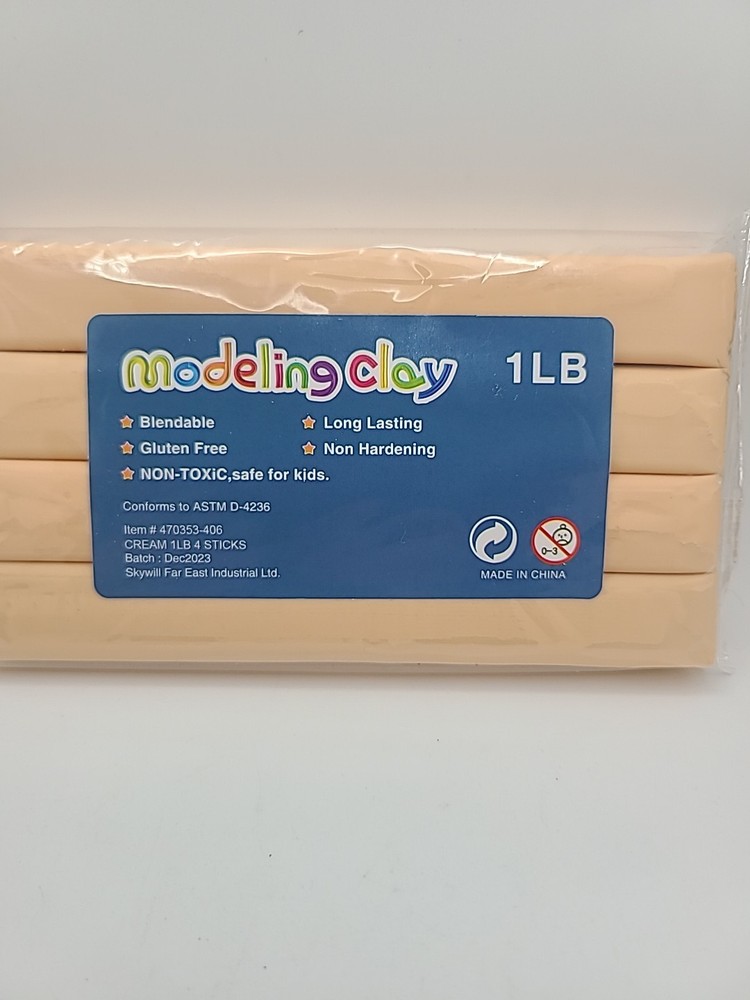 Modeling Clay 1LB
Blendable Long Lasting
Gluten Free Non Hardening
NON-TOXiC,safe for kids.
Conforms to ASTM D-4236
Item # 470353-406
CREAM 1LB 4 STICKS
Batch : Dec2023
Skywill Far East Industrial Ltd.
0-3
MADE IN CHINA